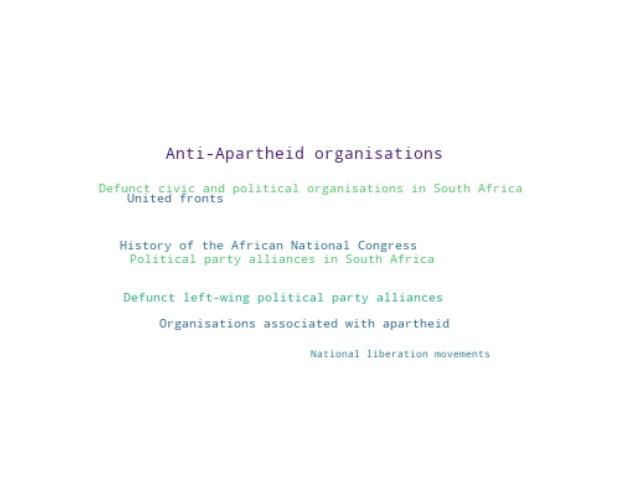 Anti-Apartheid organisations
Defunct civic and political organisations in South Africa
United fronts
History of the African National Congress
Political party alliances in South Africa
Defunct left-wing political party alliances
Organisations associated with apartheid
National liberation movements